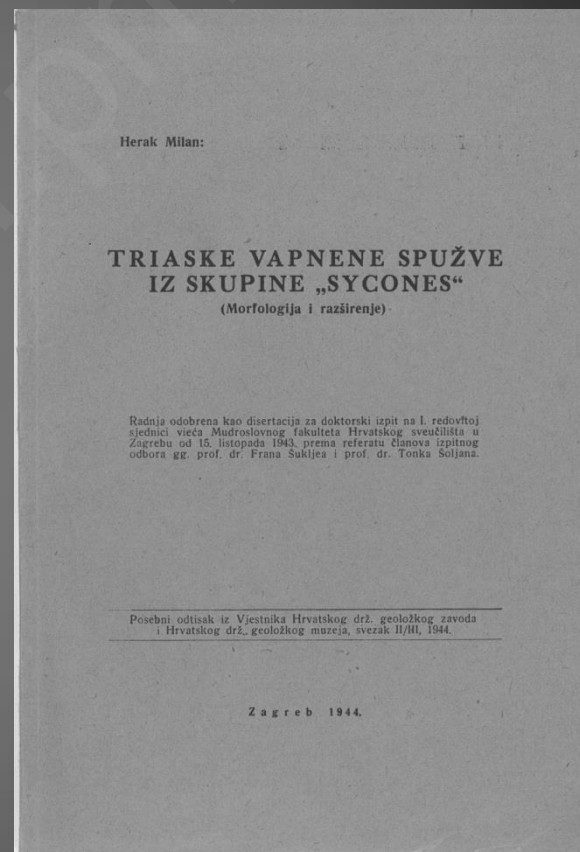 Herak Milan:
TRIASKE VAPNENE SPUŽVE
IZ SKUPINE „SYCONES“
(Morfologija i razširenje)
Radnja odobrena kao disertacija za doktorski izpit na I. redovitoj
sjednici vieća Mudroslovnog fakulteta Hrvatskog sveučilišta u
Zagrebu od 15. listopada 1943. prema referatu članova izpitnog
odbora gg. prof. dr. Frana Šukljea i prof. dr. Tonka Šoljana.
Posebni odtisak iz Vjestnika Hrvatskog drž. geoložkog zavoda
i Hrvatskog drž. geoložkog muzeja, svezak II/III, 1944.
Zagreb 1944.